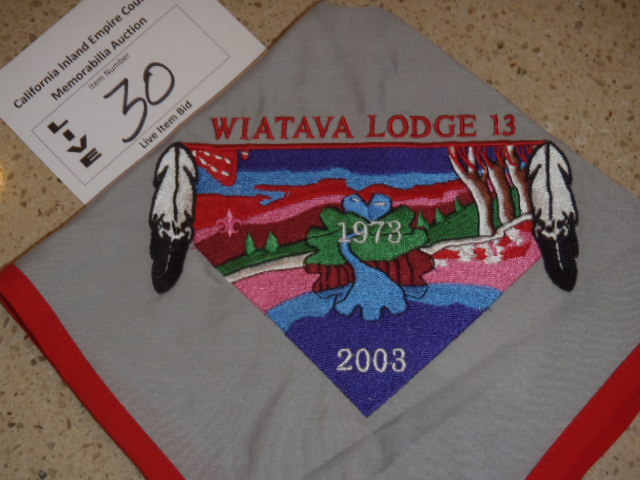 California Inland Empire Cou
Memorabilia Auction
Item Number
30
LIVE
Live Item Bid
WIATAVA LODGE 13
1973
2003